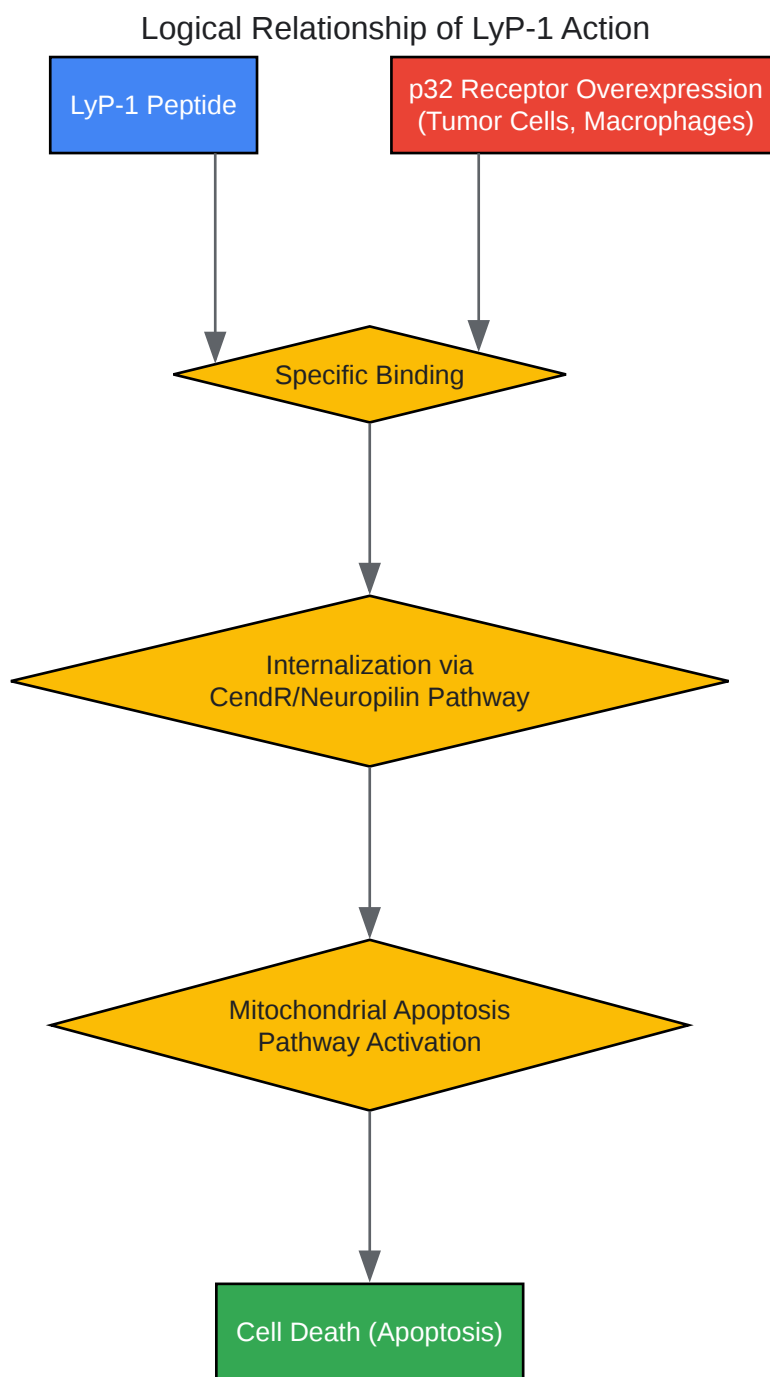 Logical Relationship of LyP-1 Action
LyP-1 Peptide
p32 Receptor Overexpression
(Tumor Cells, Macrophages)
Specific Binding
Internalization via
CendR/Neuropilin Pathway
Mitochondrial Apoptosis
Pathway Activation
Cell Death (Apoptosis)